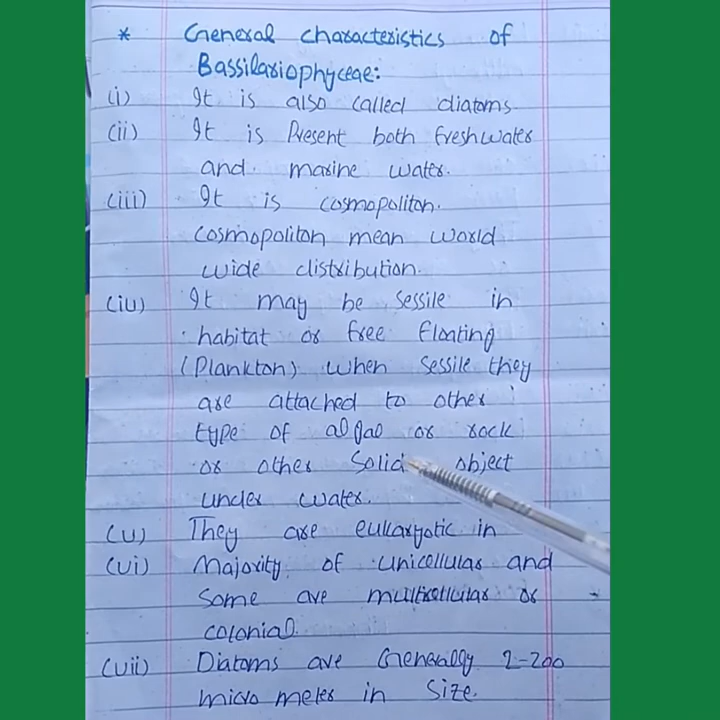 * General characteristics of
Bassilariophyceae:
(i) It is also called diatoms
(ii) It is Present both freshwater
and marine water.
(iii) It is cosmopoliton.
cosmopoliton mean world
wide distribution.
(iv) It may be sessile in
habitat or free floating
(Plankton) when sessile they
are attached to other
type of algae or rock
or other Solid object
under water.
(v) They are eukaryotic in
(vi) Majority of unicellular and
some are multicellular or
colonial.
(vii) Diatoms are Generally 2-200
micro meter in Size.